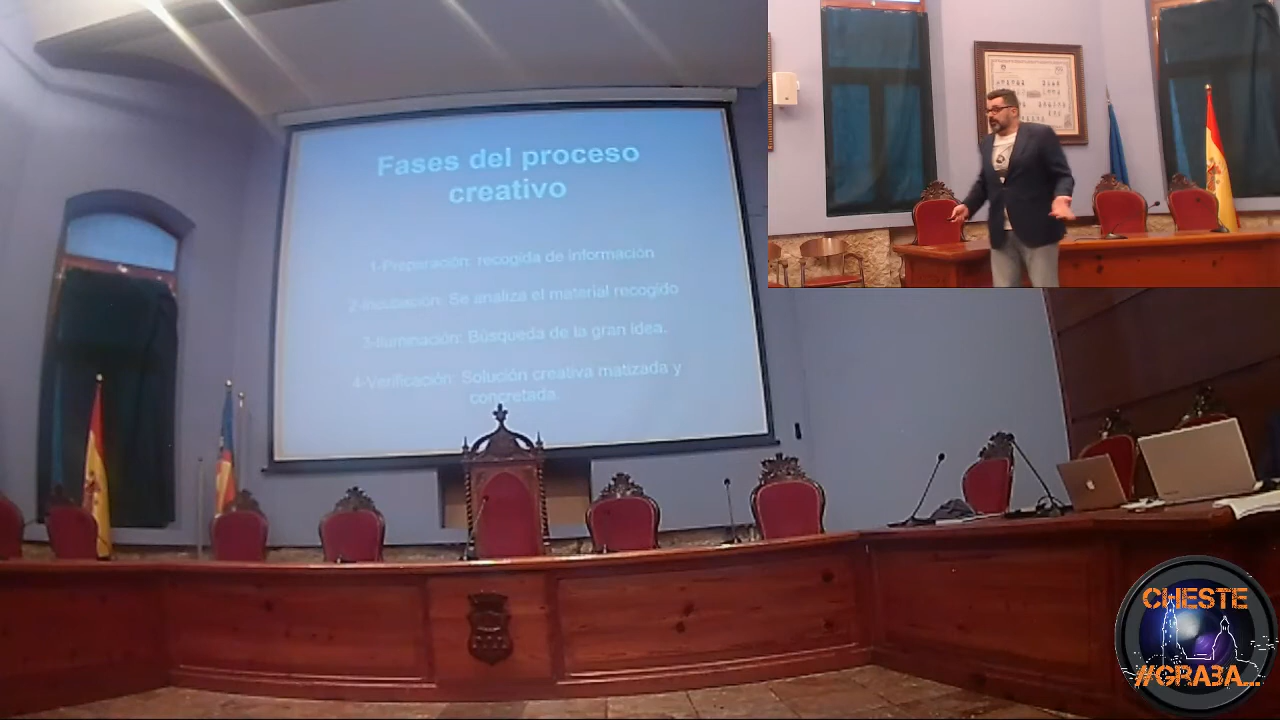 Fases del proceso
creativo
1-Preparación: recogida de información
2-Incubación: Se analiza el material recogido
3-Iluminación: Búsqueda de la gran idea.
4-Verificación: Solución creativa matizada y
concretada.
CHESTE
#GRABA...